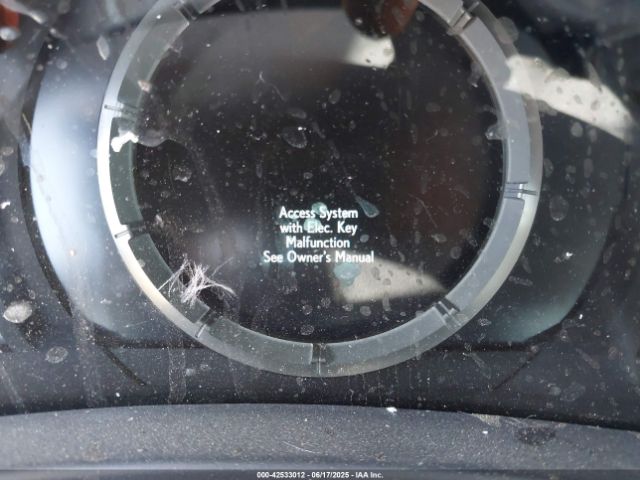 Access System
with Elec. Key
Malfunction
See Owner's Manual
000-42533012 - 06/17/2025 - IAA Inc.